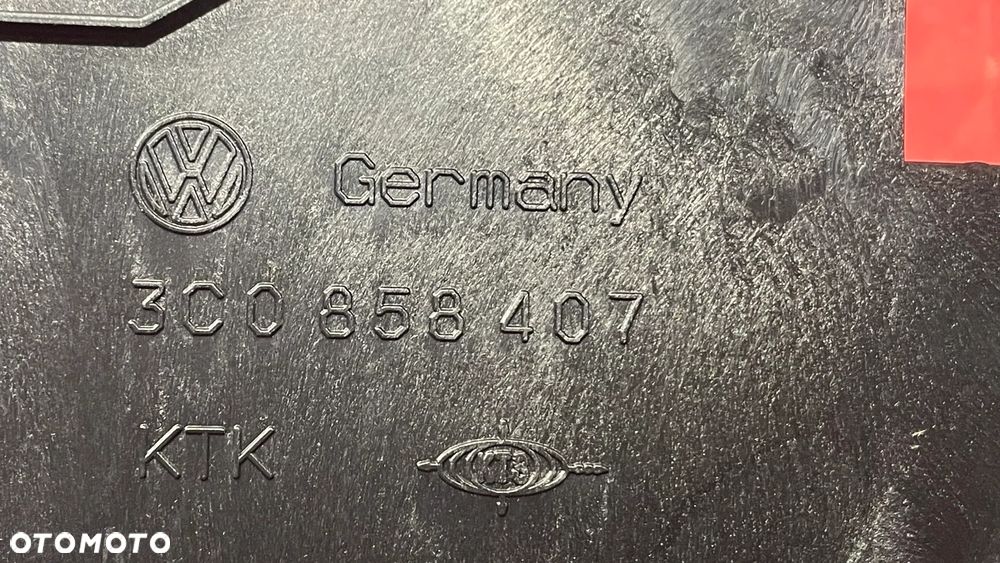 Germany
3C0 858 407
KTK
OTOMOTO